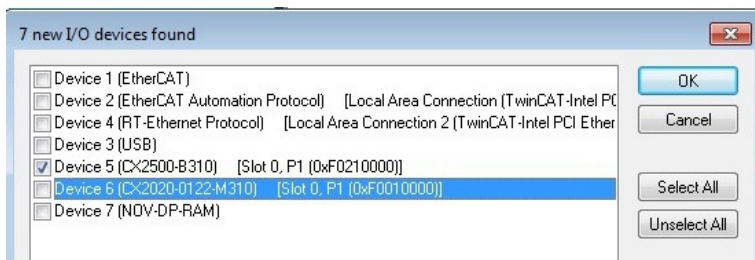 7 new I/O devices found
Device 1 (EtherCAT)
Device 2 (EtherCAT Automation Protocol) [Local Area Connection (TwinCAT-Intel PC
Device 4 (RT-Ethernet Protocol) [Local Area Connection 2 (TwinCAT-Intel PCI Ether
Device 3 (USB)
Device 5 (CX2500-B310) [Slot 0, P1 (0xF0210000)]
Device 6 (CX2020-0122-M310) [Slot 0, P1 (0xF0010000)]
Device 7 (NOV-DP-RAM)
OK
Cancel
Select All
Unselect All